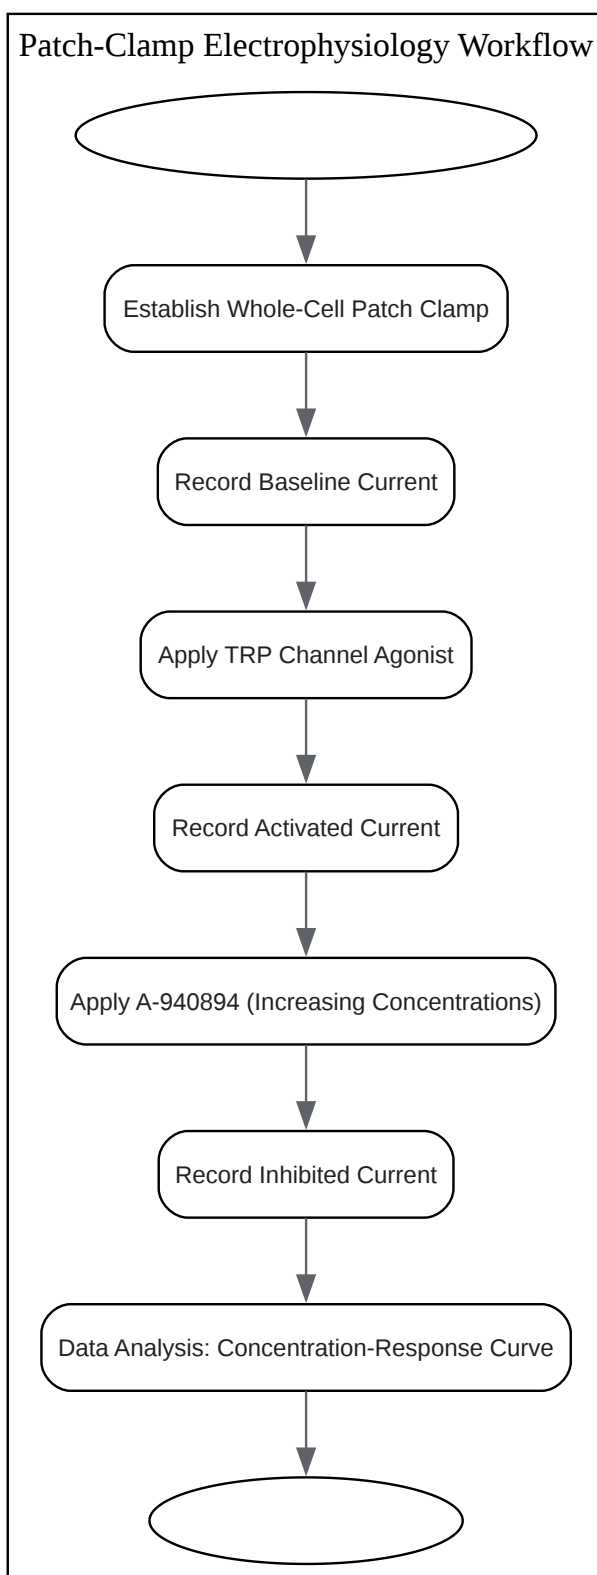 Patch-Clamp Electrophysiology Workflow
Establish Whole-Cell Patch Clamp
Record Baseline Current
Apply TRP Channel Agonist
Record Activated Current
Apply A-940894 (Increasing Concentrations)
Record Inhibited Current
Data Analysis: Concentration-Response Curve